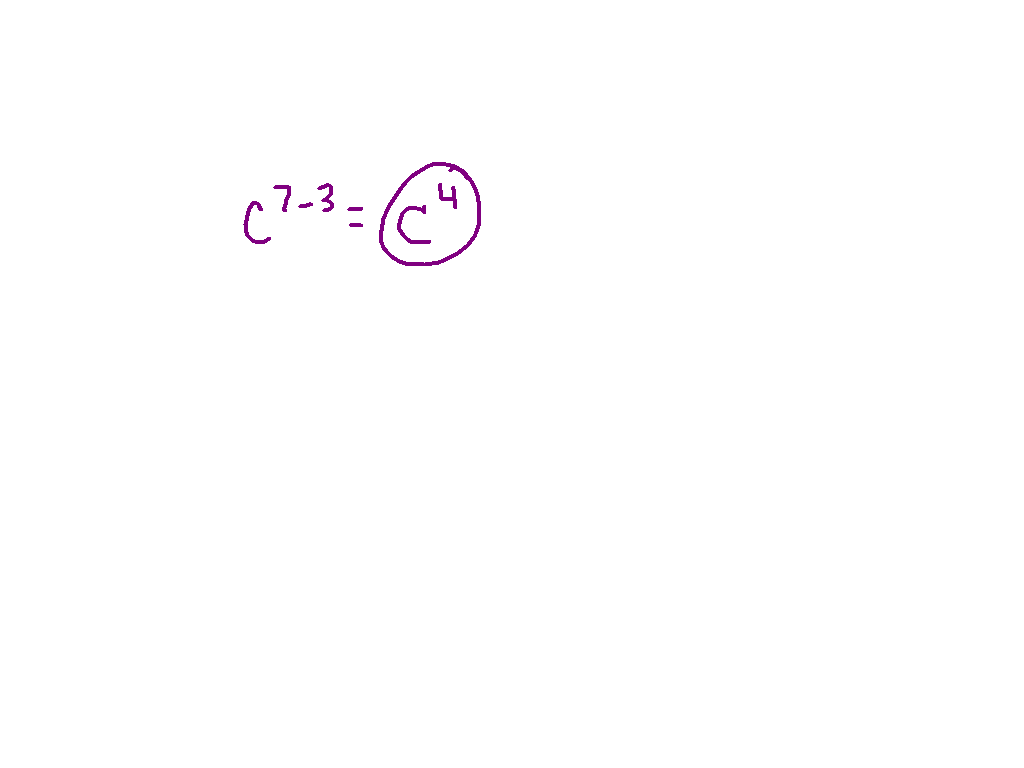 c^{7-3} = c^4